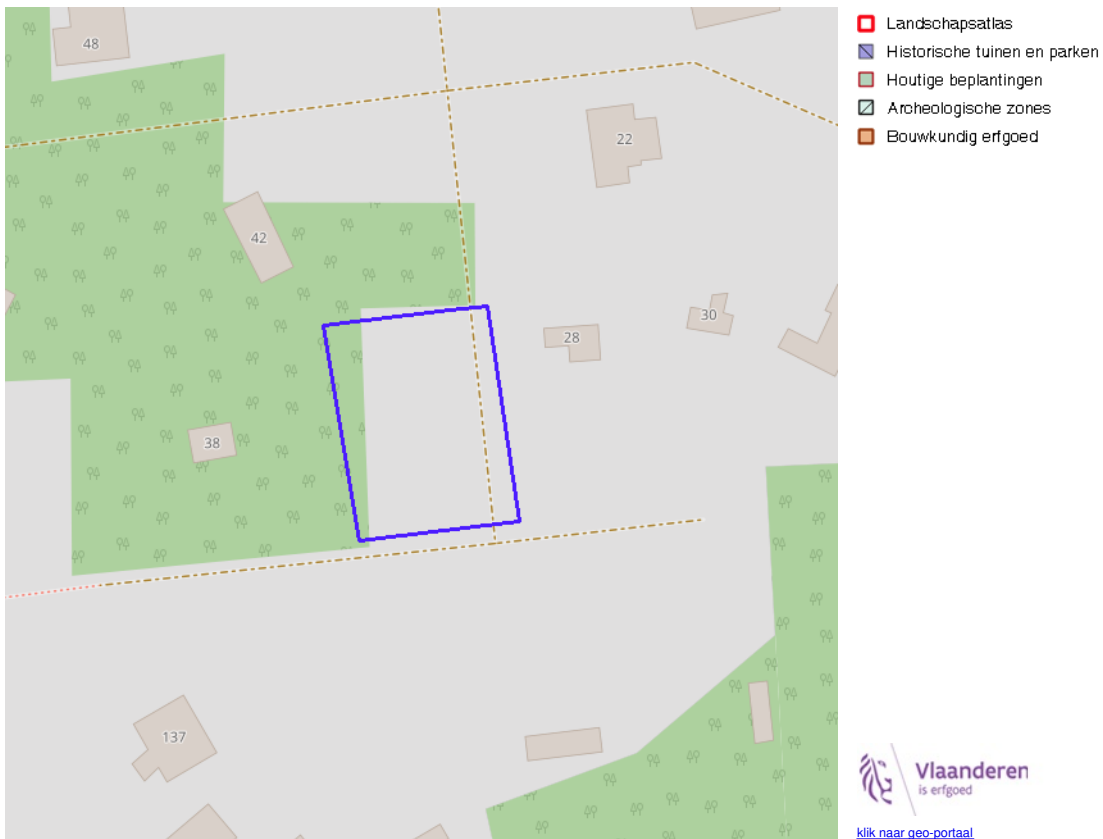 48
22
42
28
30
38
137
Landschapsatlas
Historische tuinen en parken
Houtige beplantingen
Archeologische zones
Bouwkundig erfgoed
Vlaanderen
is erfgoed
klik naar geo-portaal